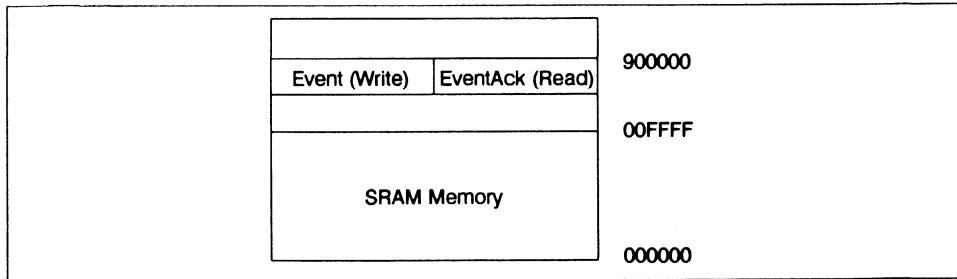 900000
Event (Write) EventAck (Read)
00FFFF
SRAM Memory
000000